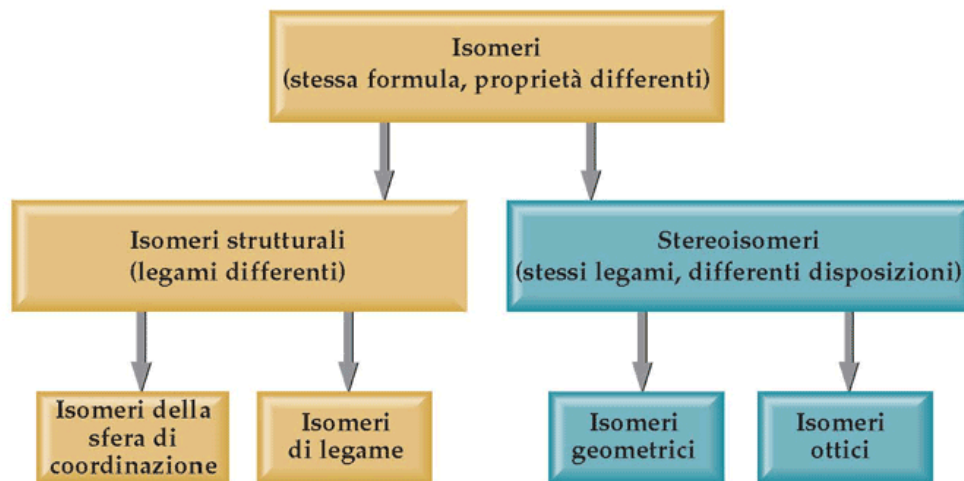 Isomeri
(stessa formula, proprietà differenti)
Isomeri strutturali
(legami differenti)
Stereoisomeri
(stessi legami, differenti disposizioni)
Isomeri della
sfera di
coordinazione
Isomeri
di legame
Isomeri
geometrici
Isomeri
ottici